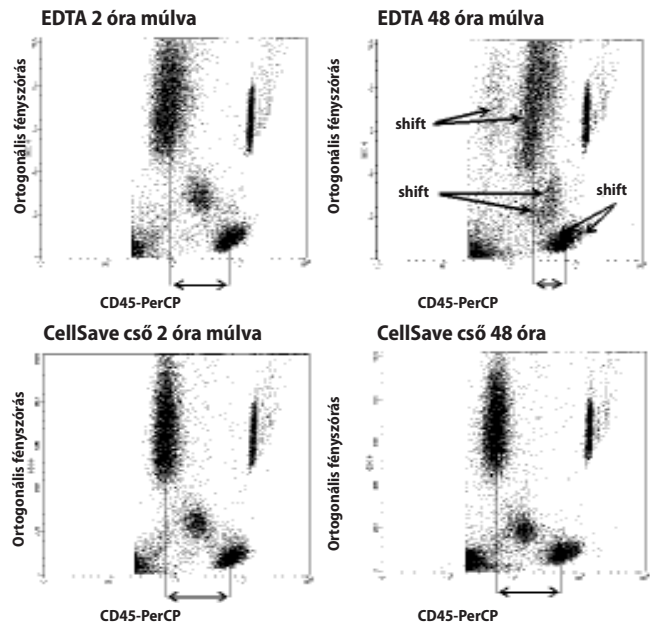 EDTA 2 óra múlva
EDTA 48 óra múlva
Ortogonális fényszórás
Ortogonális fényszórás
shift
shift
shift
CD45-PerCP
CD45-PerCP
CellSave cső 2 óra múlva
CellSave cső 48 óra
Ortogonális fényszórás
Ortogonális fényszórás
CD45-PerCP
CD45-PerCP